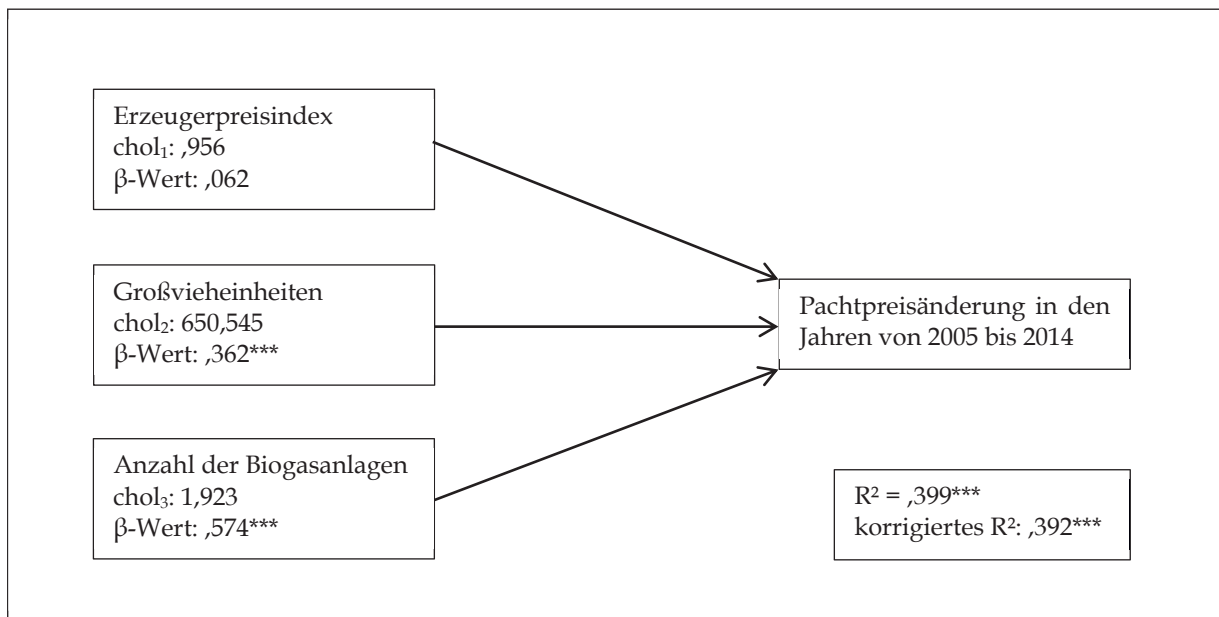 Erzeugerpreisindex
chol₁: ,956
β-Wert: ,062
Großvieheinheiten
chol₂: 650,545
β-Wert: ,362***
Anzahl der Biogasanlagen
chol₃: 1,923
β-Wert: ,574***
Pachtpreisänderung in den
Jahren von 2005 bis 2014
R² = ,399***
korrigiertes R²: ,392***